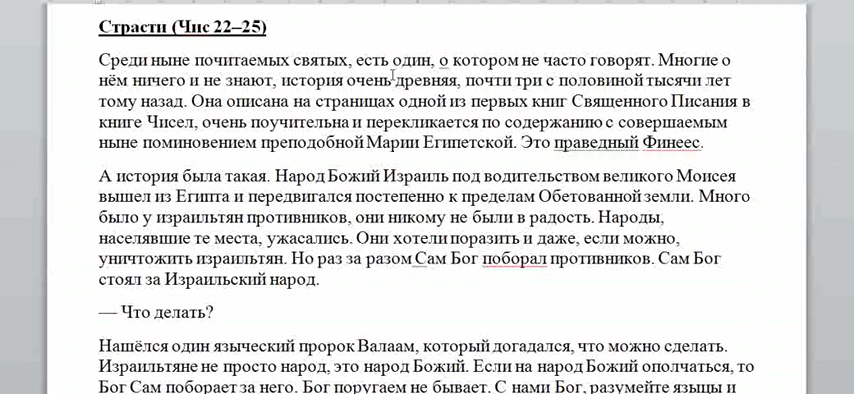 Страсти (Чис 22–25)
Среди ныне почитаемых святых, есть один, о котором не часто говорят. Многие о
нём ничего и не знают, история очень древняя, почти три с половиной тысячи лет
тому назад. Она описана на страницах одной из первых книг Священного Писания в
книге Чисел, очень поучительна и перекликается по содержанию с совершаемым
ныне поминовением преподобной Марии Египетской. Это праведный Финеес.
А история была такая. Народ Божий Израиль под водительством великого Моисея
вышел из Египта и передвигался постепенно к пределам Обетованной земли. Много
было у израильтян противников, они никому не были в радость. Народы,
населявшие те места, ужасались. Они хотели поразить и даже, если можно,
уничтожить израильтян. Но раз за разом Сам Бог поборал противников. Сам Бог
стоял за Израильский народ.
— Что делать?
Нашёлся один языческий пророк Валаам, который догадался, что можно сделать.
Израильтяне не просто народ, это народ Божий. Если на народ Божий ополчаться, то
Бог Сам поборает за него. Бог поругаем не бывает. С нами Бог, разумейте языцы и